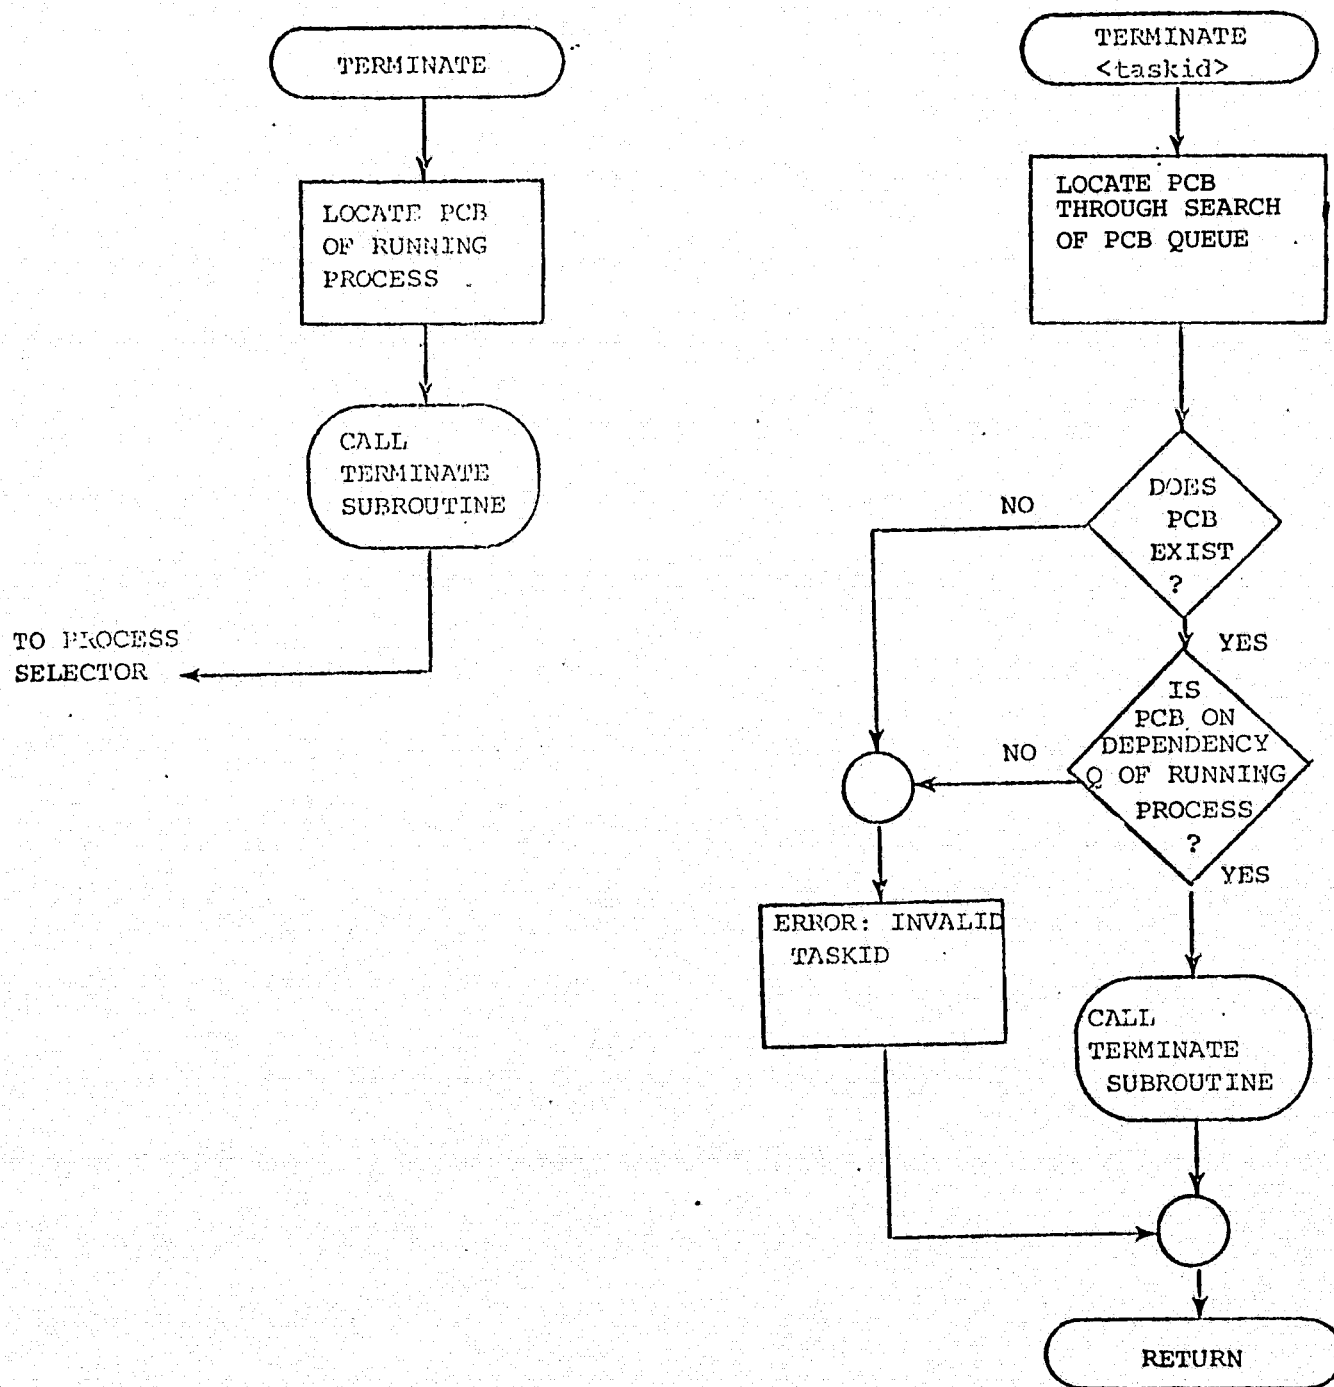 TERMINATE
LOCATE PCB
OF RUNNING
PROCESS
CALL
TERMINATE
SUBROUTINE
TO PROCESS
SELECTOR
TERMINATE
<taskid>
LOCATE PCB
THROUGH SEARCH
OF PCB QUEUE
DOES
PCB
EXIST
?
NO
YES
IS
PCB ON
DEPENDENCY
Q OF RUNNING
PROCESS
?
NO
YES
ERROR: INVALID
TASKID
CALL
TERMINATE
SUBROUTINE
RETURN